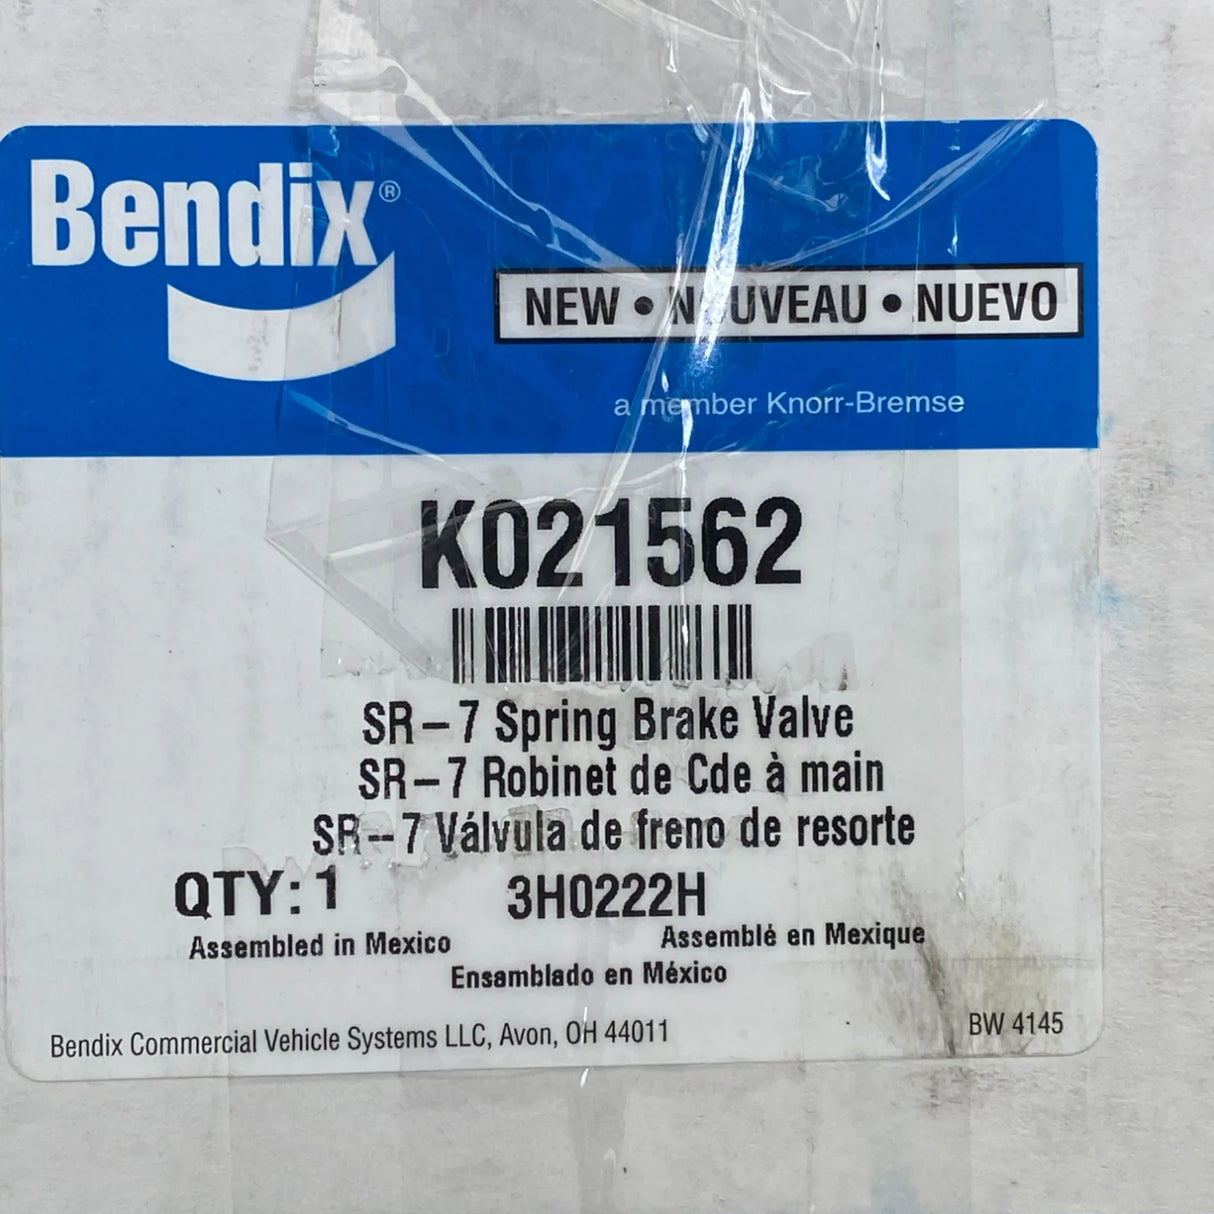 Bendix®
NEW • NOUVEAU • NUEVO
a member Knorr-Bremse
K021562
SR-7 Spring Brake Valve
SR-7 Robinet de Cde à main
SR-7 Válvula de freno de resorte
QTY: 1 3H0222H
Assembled in Mexico Assemblé en Mexique
Ensamblado en México
Bendix Commercial Vehicle Systems LLC, Avon, OH 44011 BW 4145